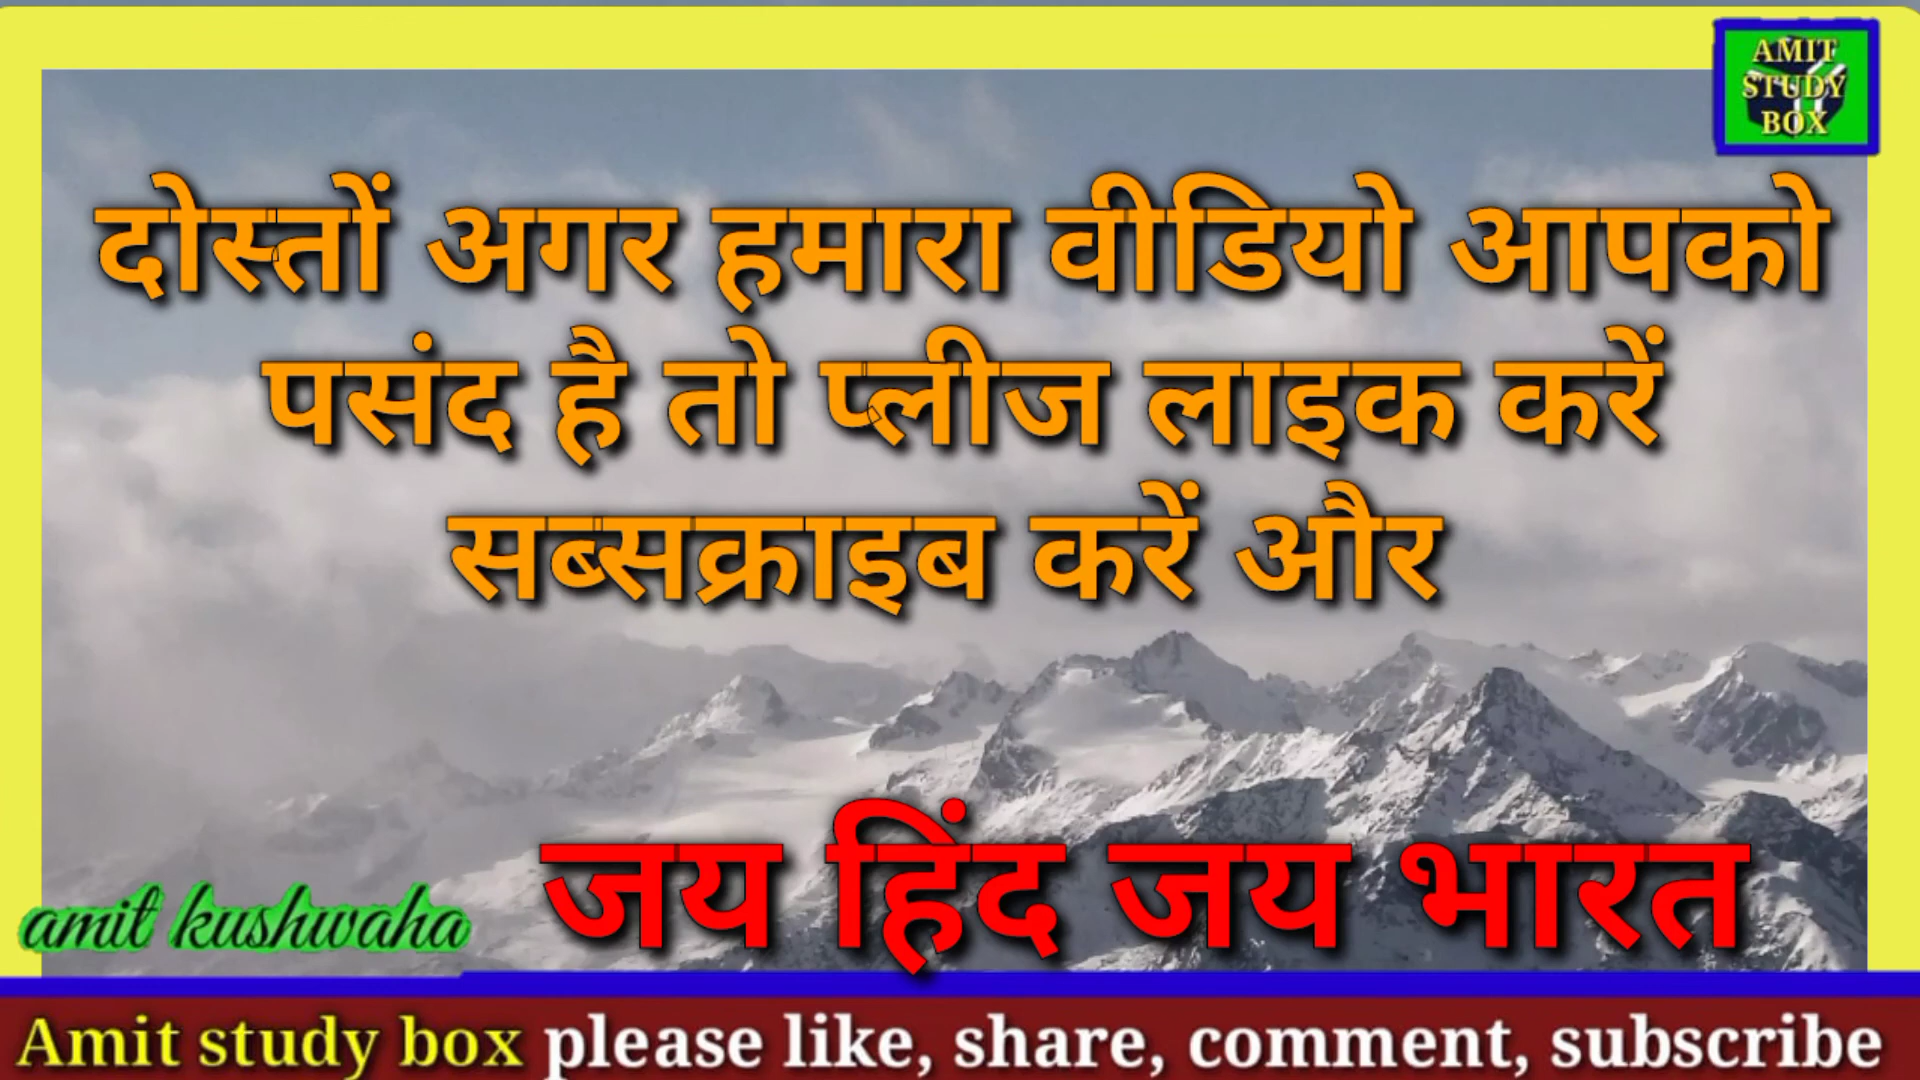 AMIT
STUDY
BOX
दोस्तों अगर हमारा वीडियो आपको
पसंद है तो प्लीज लाइक करें
सब्सक्राइब करें और
जय हिंद जय भारत
amit kushwaha
Amit study box please like, share, comment, subscribe